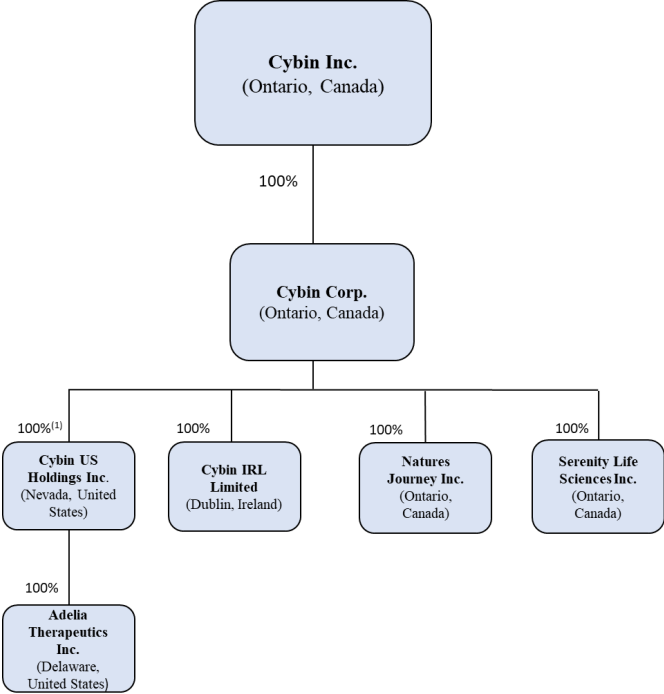 Cybin Inc.
(Ontario, Canada)
100%
Cybin Corp.
(Ontario, Canada)
100%(1)
100%
100%
100%
Cybin US
Holdings Inc.
(Nevada, United
States)
Cybin IRL
Limited
(Dublin, Ireland)
Natures
Journey Inc.
(Ontario,
Canada)
Serenity Life
Sciences Inc.
(Ontario,
Canada)
100%
Adelia
Therapeutics
Inc.
(Delaware,
United States)